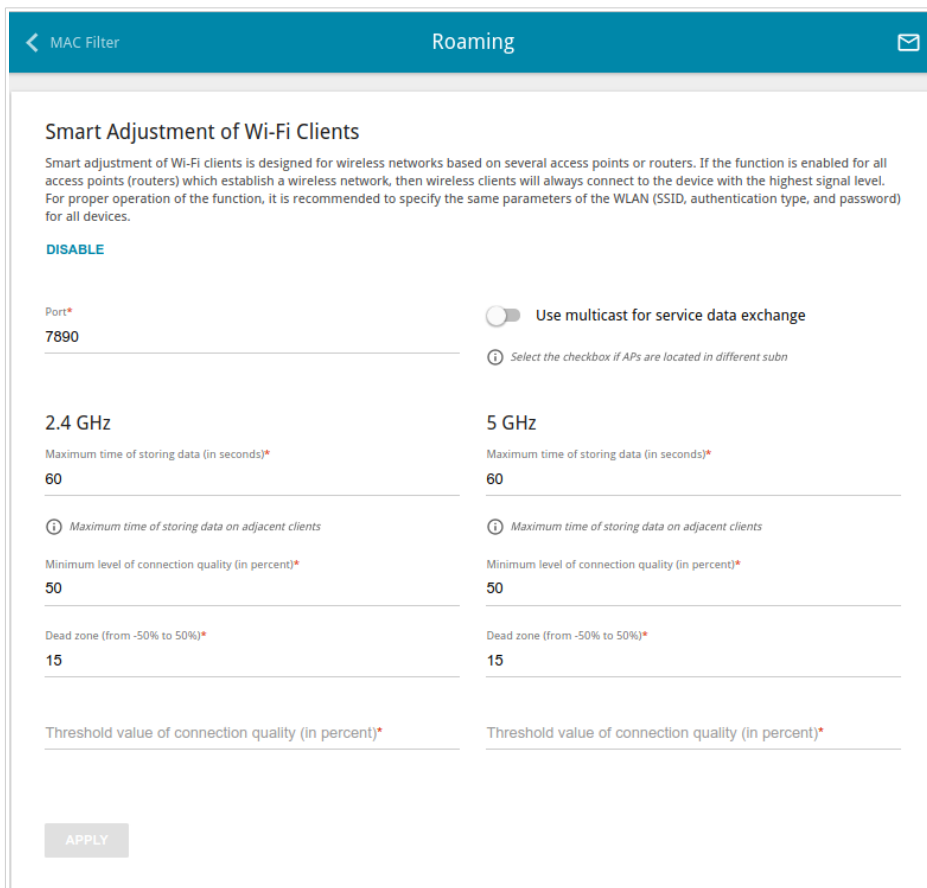 MAC Filter
Roaming
Smart Adjustment of Wi-Fi Clients
Smart adjustment of Wi-Fi clients is designed for wireless networks based on several access points or routers. If the function is enabled for all
access points (routers) which establish a wireless network, then wireless clients will always connect to the device with the highest signal level.
For proper operation of the function, it is recommended to specify the same parameters of the WLAN (SSID, authentication type, and password)
for all devices.
DISABLE
Port*
7890
Use multicast for service data exchange
Select the checkbox if APs are located in different subn
2.4 GHz
Maximum time of storing data (in seconds)*
60
Maximum time of storing data on adjacent clients
Minimum level of connection quality (in percent)*
50
Dead zone (from -50% to 50%)*
15
Threshold value of connection quality (in percent)*
5 GHz
Maximum time of storing data (in seconds)*
60
Maximum time of storing data on adjacent clients
Minimum level of connection quality (in percent)*
50
Dead zone (from -50% to 50%)*
15
Threshold value of connection quality (in percent)*
APPLY